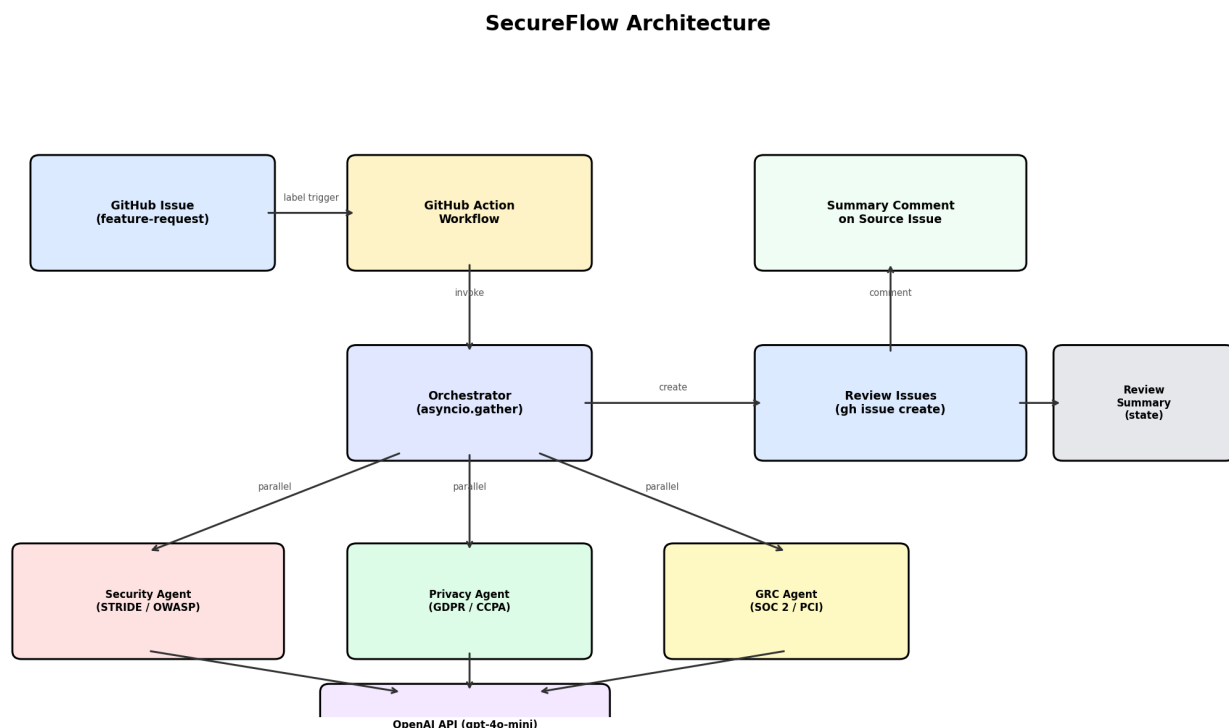 SecureFlow Architecture
GitHub Issue
(feature-request)
label trigger
GitHub Action
Workflow
Summary Comment
on Source Issue
invoke
comment
Orchestrator
(asyncio.gather)
create
Review Issues
(gh issue create)
Review
Summary
(state)
parallel
parallel
parallel
Security Agent
(STRIDE / OWASP)
Privacy Agent
(GDPR / CCPA)
GRC Agent
(SOC 2 / PCI)
OpenAI API (gpt-4o-mini)